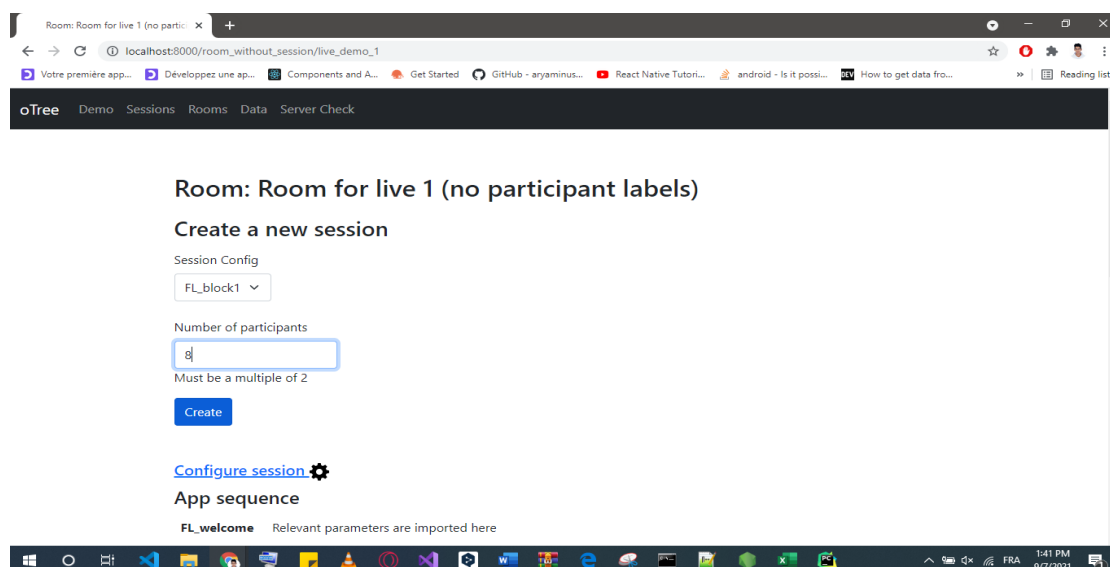 Room: Room for live 1 (no partic
localhost:8000/room_without_session/live_demo_1
Votre première app... Développez une ap... Components and A... Get Started GitHub - aryaminus... React Native Tutori... android - Is it possi... DEV How to get data fro... » Reading list
oTree Demo Sessions Rooms Data Server Check
Room: Room for live 1 (no participant labels)
Create a new session
Session Config
FL_block1
Number of participants
8
Must be a multiple of 2
Create
Configure session
App sequence
FL_welcome Relevant parameters are imported here
FRA 1:41 PM
9/7/2021